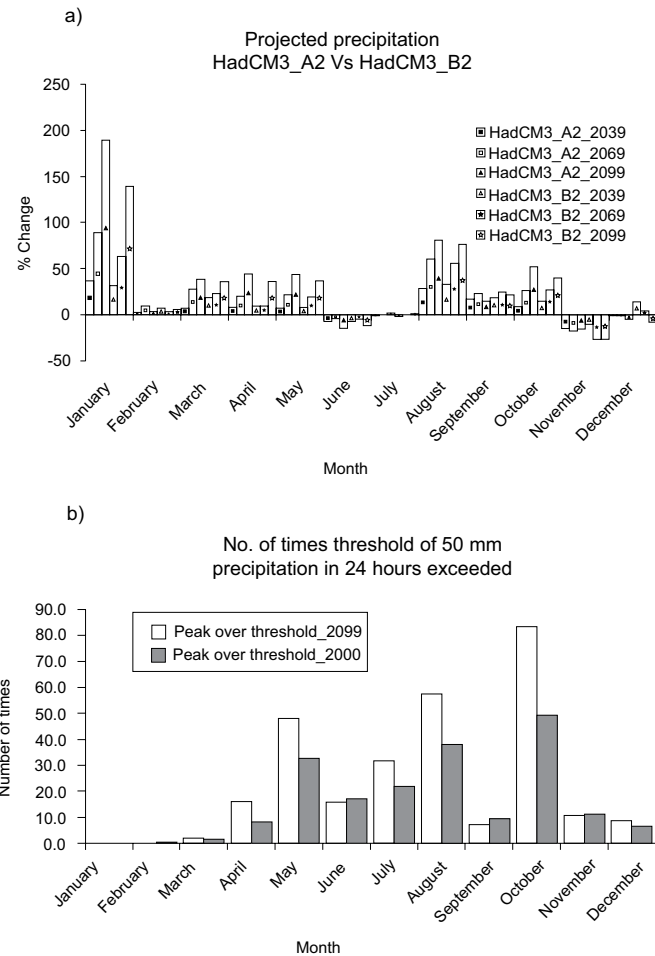 a)
Projected precipitation
HadCM3_A2 Vs HadCM3_B2
250
200
150
100
50
0
-50
% Change
HadCM3_A2_2039
HadCM3_A2_2069
HadCM3_A2_2099
HadCM3_B2_2039
HadCM3_B2_2069
HadCM3_B2_2099
January
February
March
April
May
June
July
August
September
October
November
December
Month
b)
No. of times threshold of 50 mm
precipitation in 24 hours exceeded
90.0
80.0
70.0
60.0
50.0
40.0
30.0
20.0
10.0
0.0
Number of times
Peak over threshold_2099
Peak over threshold_2000
January
February
March
April
May
June
July
August
September
October
November
December
Month